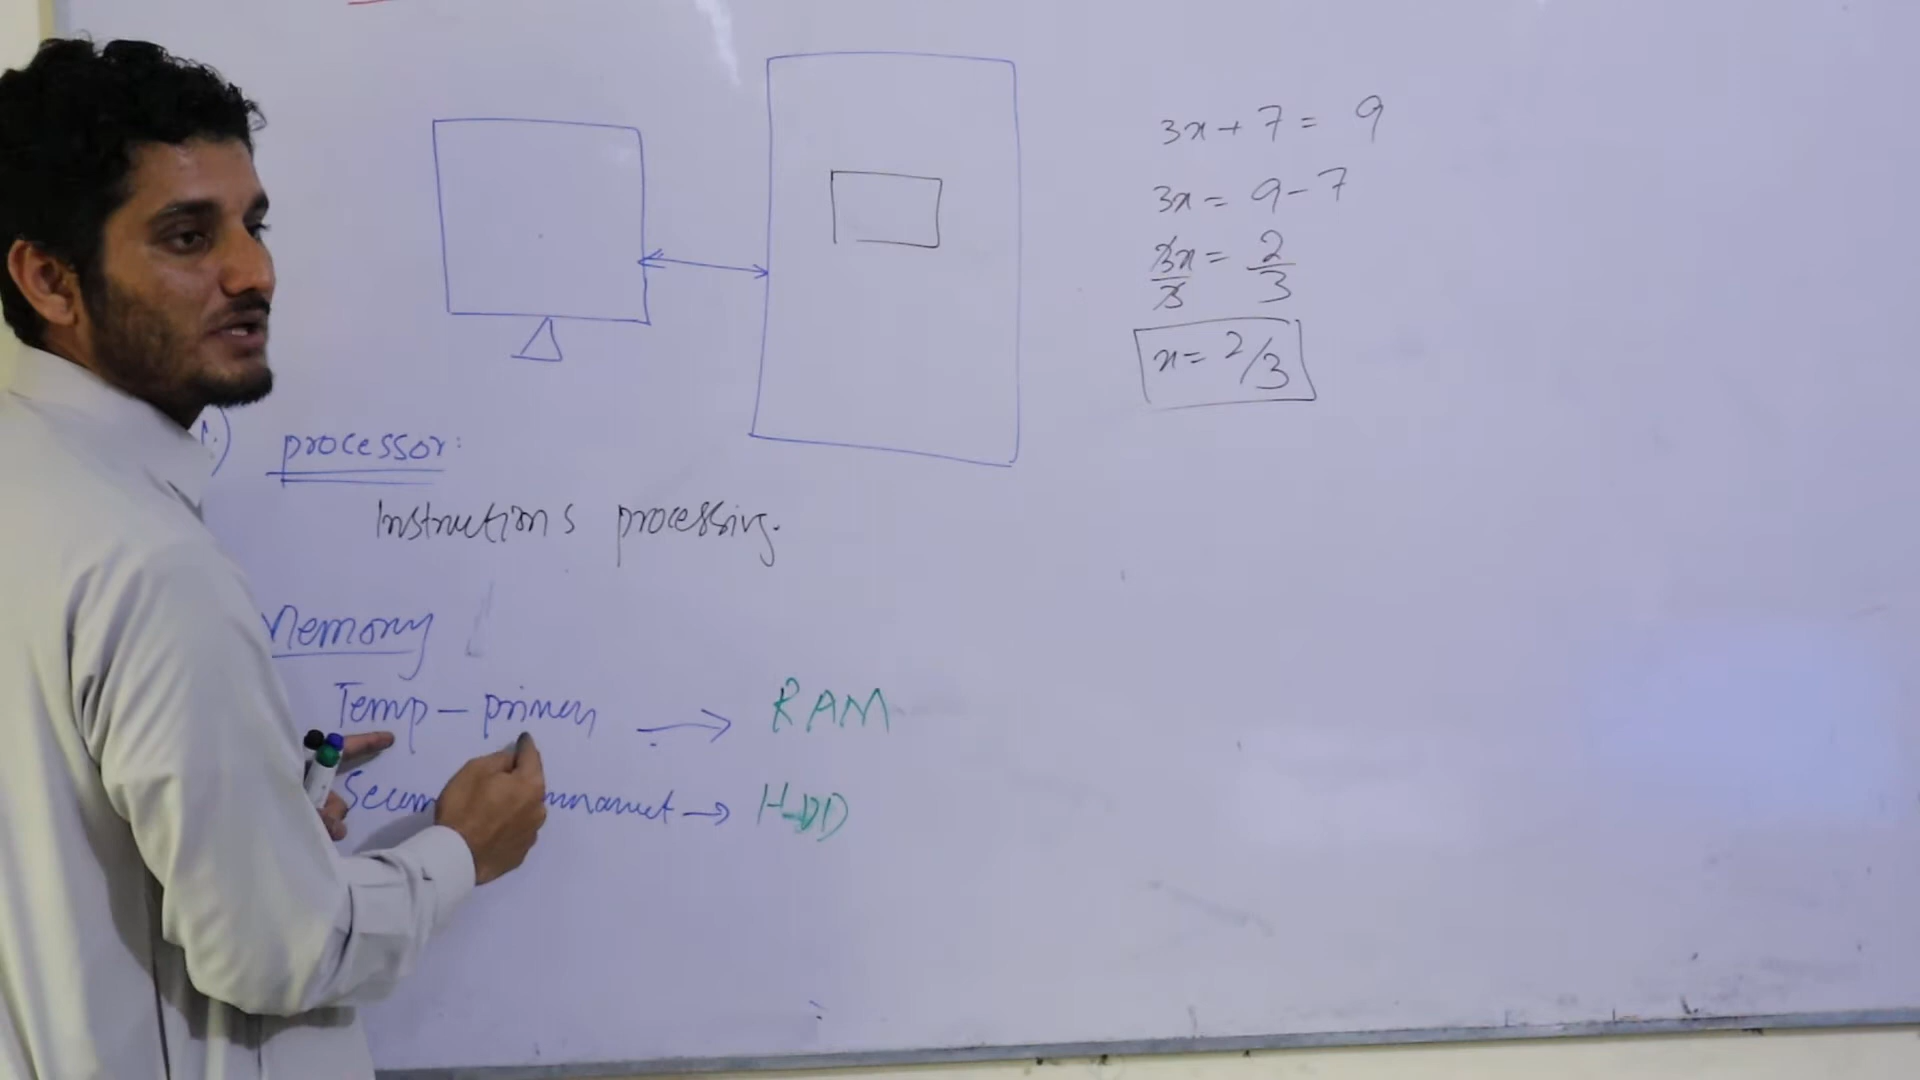 3x + 7 = 9
3x = 9 - 7
3x/3 = 2/3
x = 2/3
processor:
Instructions processing.
Memory
Temp - → RAM
→ HDD